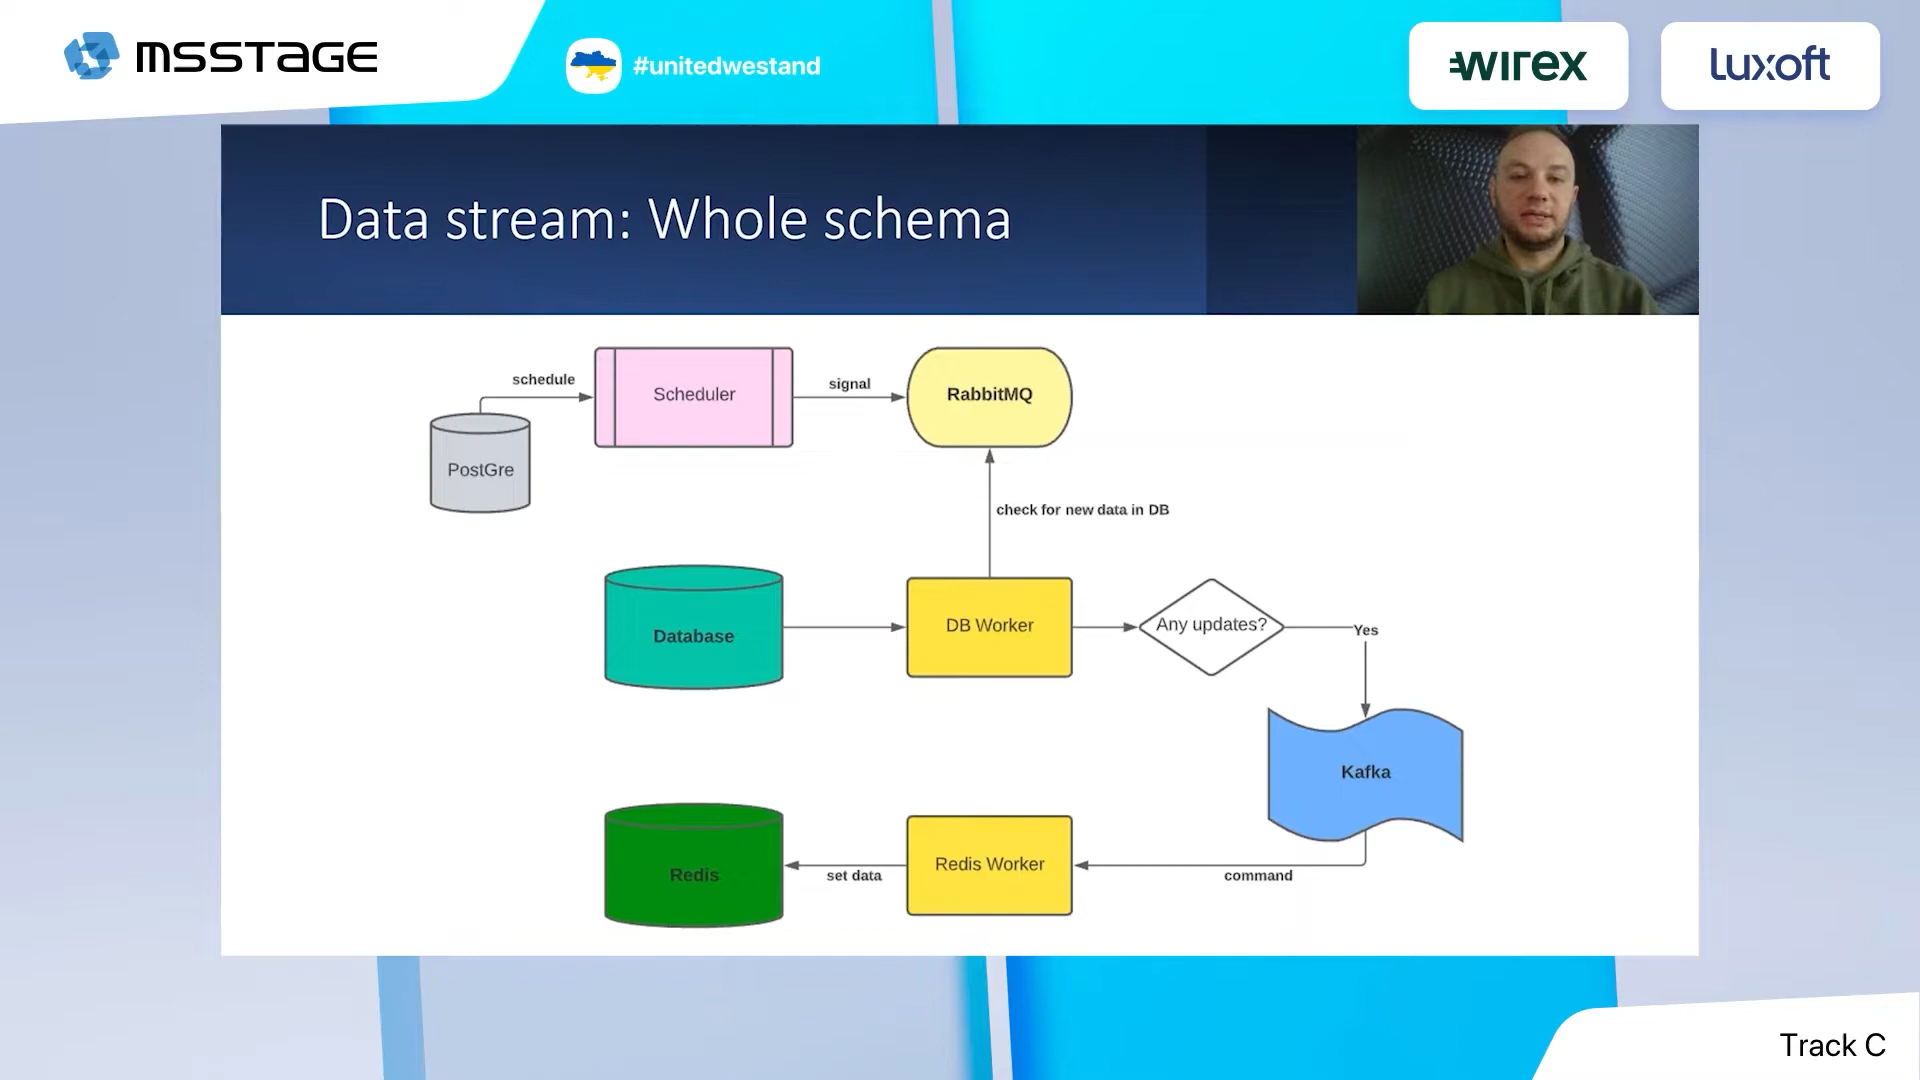 MSSTAGE
#unitedwestand
wirex
luxoft
Data stream: Whole schema
schedule
Scheduler
signal
RabbitMQ
PostGre
check for new data in DB
Database
DB Worker
Any updates?
Yes
Kafka
Redis
set data
Redis Worker
command
Track C